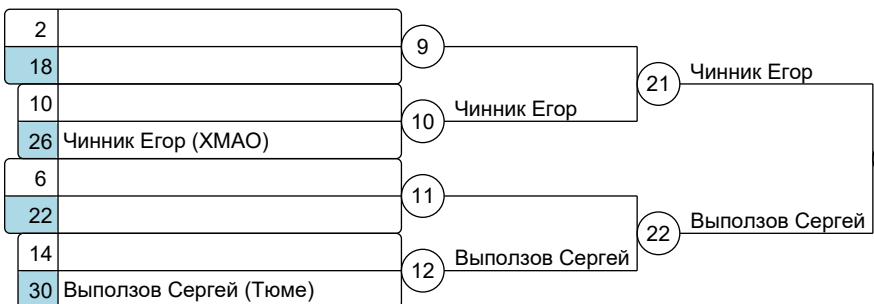 2
18
9
10
26 Чинник Егор (ХМАО)
10
Чинник Егор
21
Чинник Егор
6
22
11
14
30 Выползов Сергей (Тюме)
12
Выползов Сергей
22
Выползов Сергей